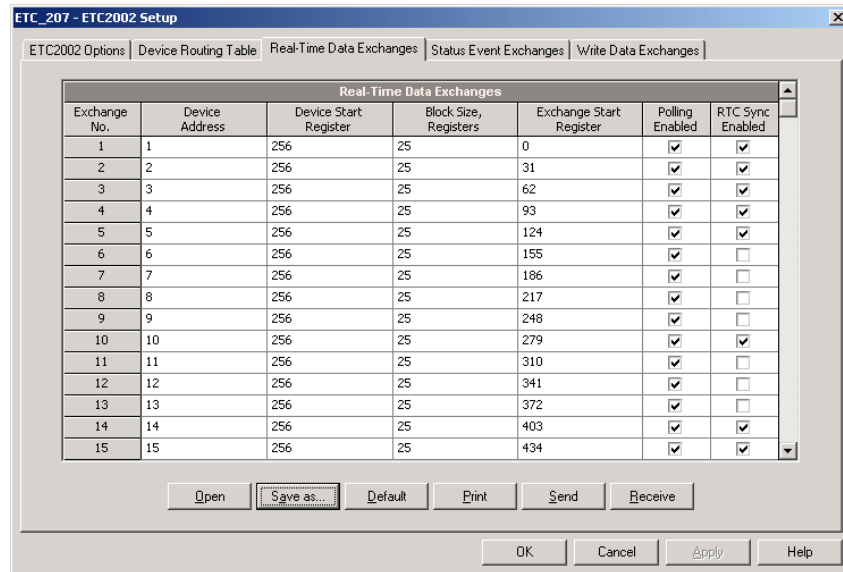 ETC_207 - ETC2002 Setup
ETC2002 Options Device Routing Table Real-Time Data Exchanges Status Event Exchanges Write Data Exchanges
Real-Time Data Exchanges
Exchange No. Device Address Device Start Register Block Size, Registers Exchange Start Register Polling Enabled RTC Sync Enabled
1 1 256 25 0
2 2 256 25 31
3 3 256 25 62
4 4 256 25 93
5 5 256 25 124
6 6 256 25 155
7 7 256 25 186
8 8 256 25 217
9 9 256 25 248
10 10 256 25 279
11 11 256 25 310
12 12 256 25 341
13 13 256 25 372
14 14 256 25 403
15 15 256 25 434
Open Save as... Default Print Send Receive
OK Cancel Apply Help